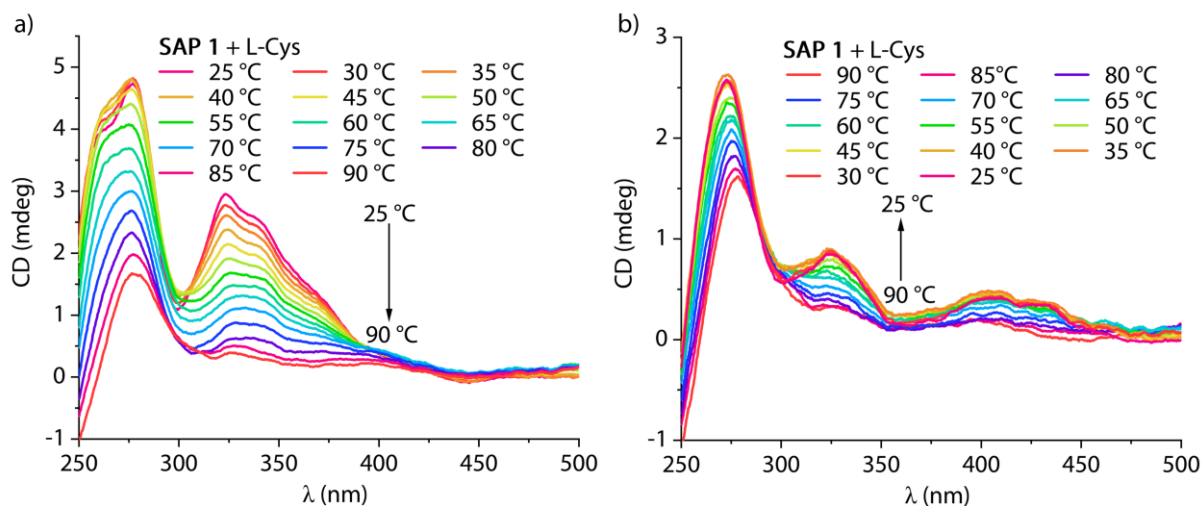 a)
SAP 1 + L-Cys
25 °C 30 °C 35 °C
40 °C 45 °C 50 °C
55 °C 60 °C 65 °C
70 °C 75 °C 80 °C
85 °C 90 °C
25 °C
90 °C
CD (mdeg)
5
4
3
2
1
0
-1
250 300 350 400 450 500
λ (nm)
b)
SAP 1 + L-Cys
90 °C 85°C 80 °C
75 °C 70 °C 65 °C
60 °C 55 °C 50 °C
45 °C 40 °C 35 °C
30 °C 25 °C
25 °C
90 °C
CD (mdeg)
3
2
1
0
-1
250 300 350 400 450 500
λ (nm)